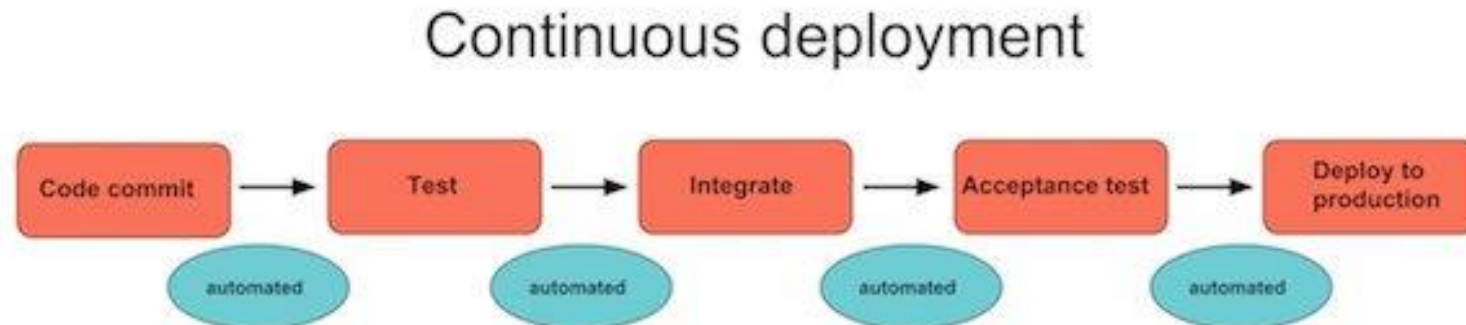 Continuous deployment
Code commit
Test
Integrate
Acceptance test
Deploy to
production
automated
automated
automated
automated